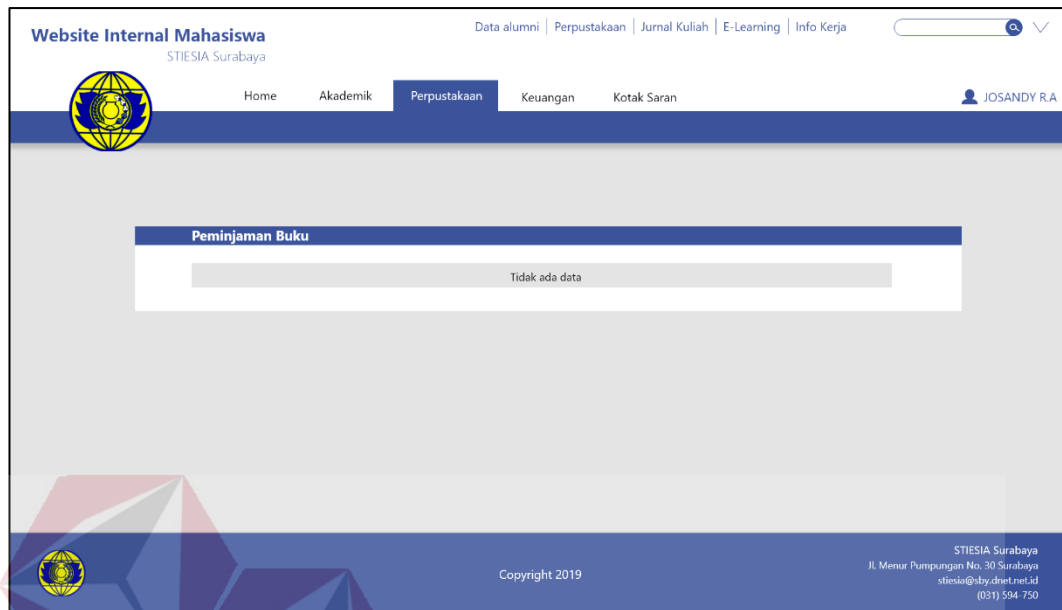 Website Internal Mahasiswa
STIESIA Surabaya
Data alumni | Perpustakaan | Jurnal Kuliah | E-Learning | Info Kerja
Home Akademik Perpustakaan Keuangan Kotak Saran
JOSANDY R.A
Peminjaman Buku
Tidak ada data
Copyright 2019
STIESIA Surabaya
Jl. Menur Pumpungan No. 30 Surabaya
stiesia@sby.dnet.net.id
(031) 594-750